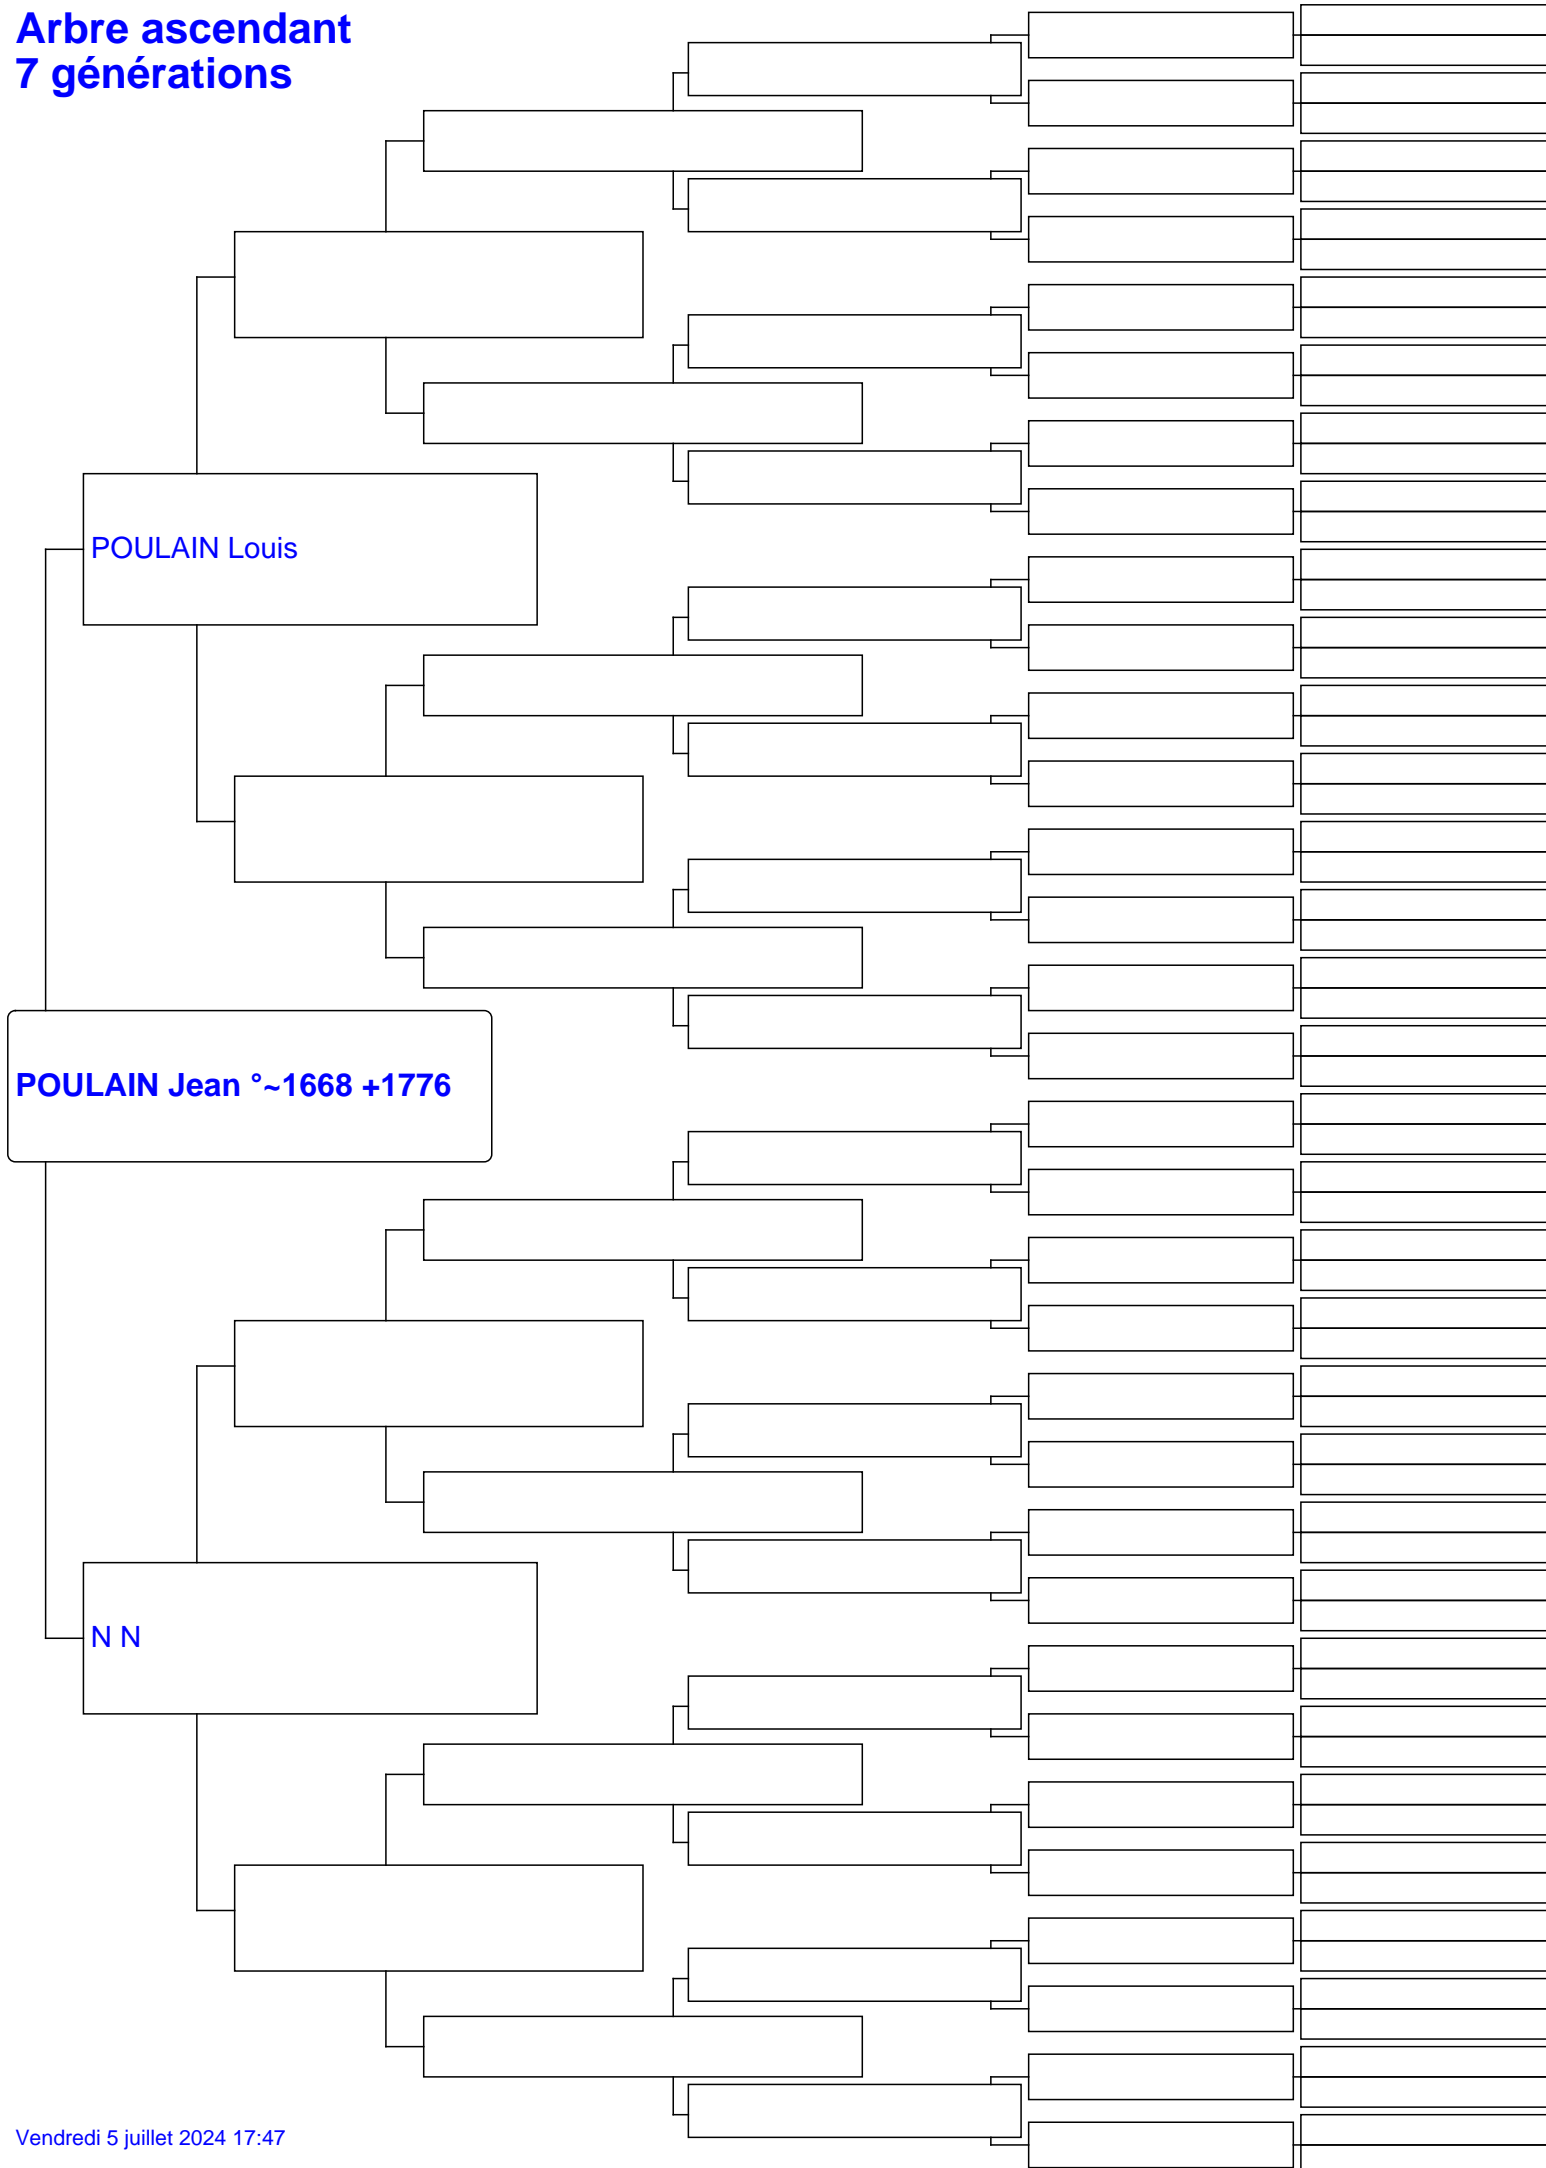 Arbre ascendant
7 générations
POULAIN Louis
POULAIN Jean °~1668 +1776
N N
Vendredi 5 juillet 2024 17:47